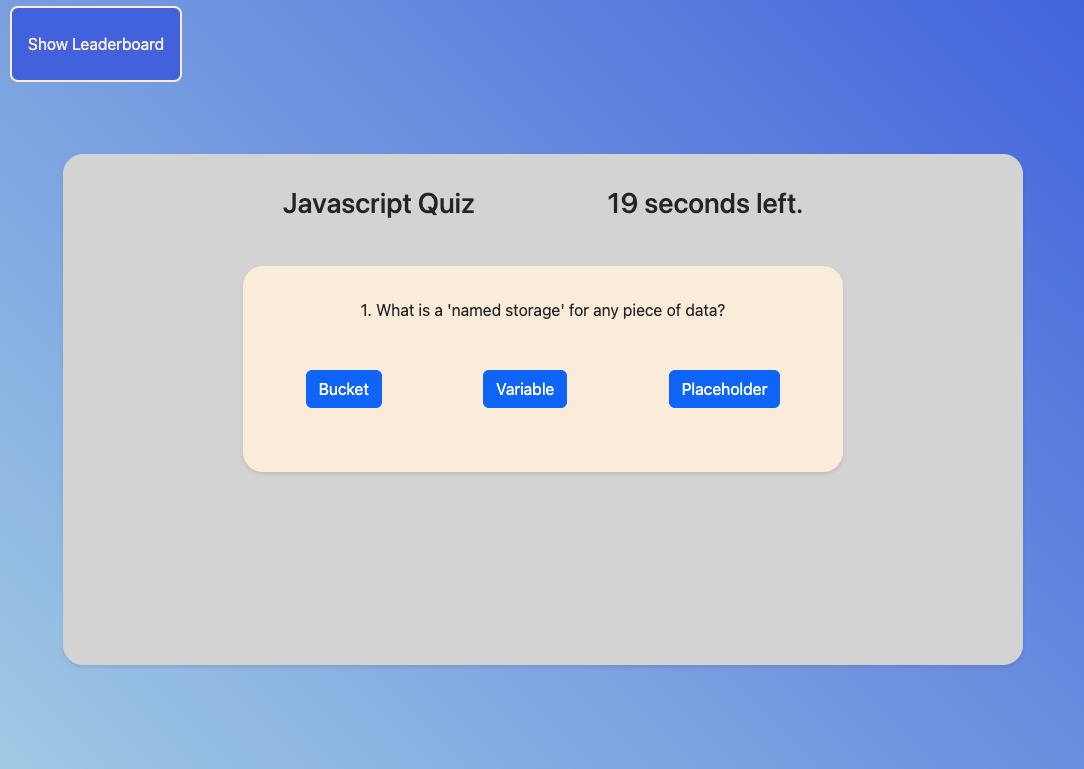 Show Leaderboard
Javascript Quiz
19 seconds left.
1. What is a 'named storage' for any piece of data?
Bucket
Variable
Placeholder